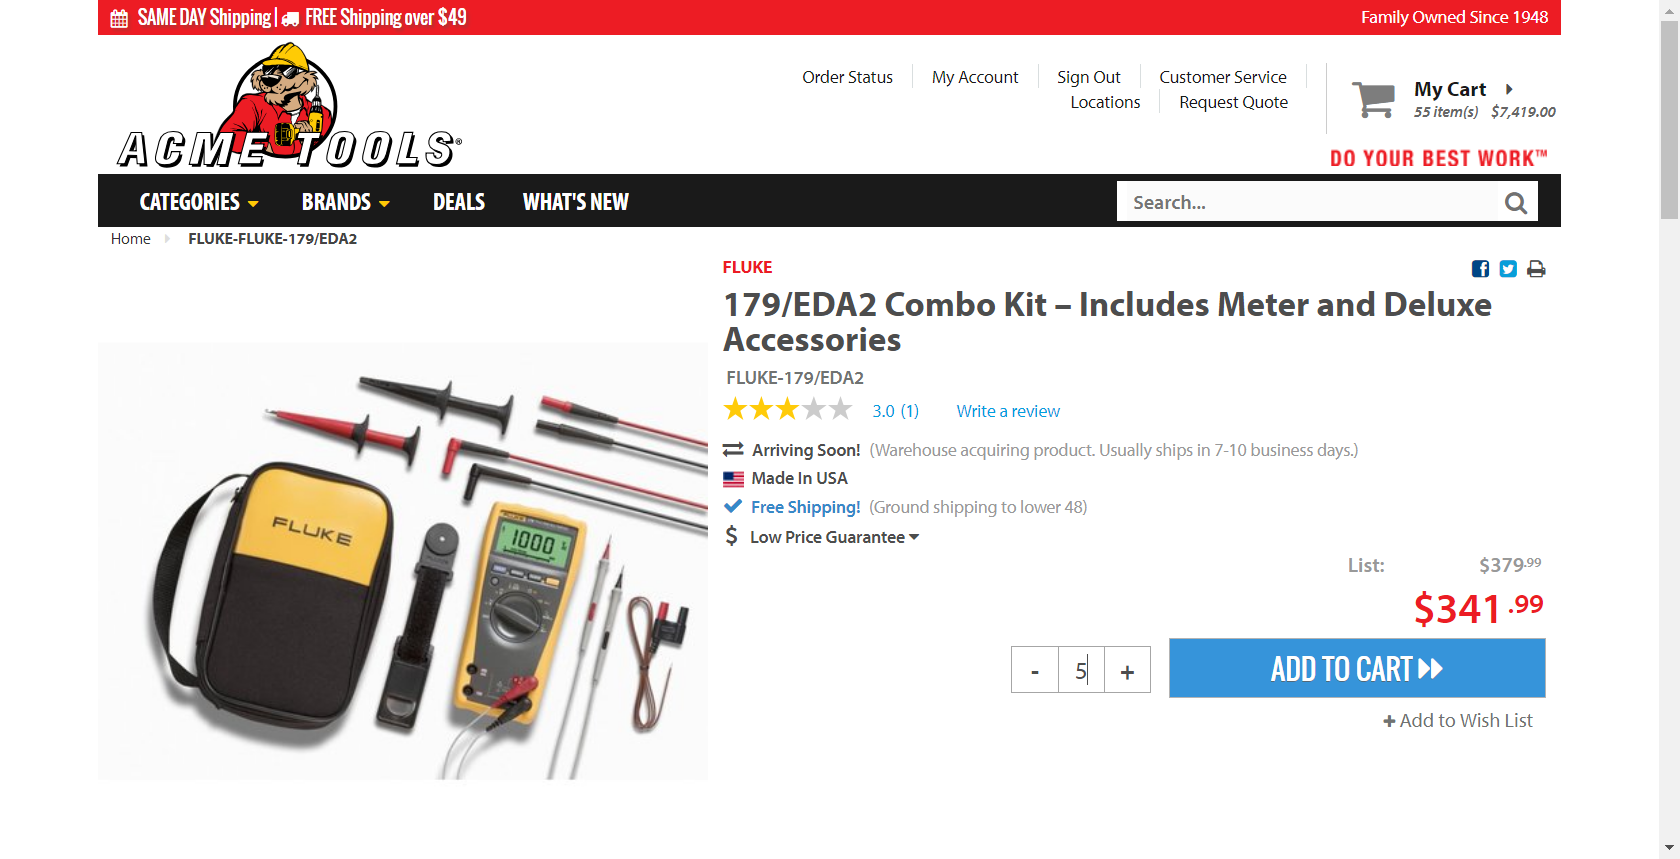 SAME DAY Shipping | FREE Shipping over $49
Family Owned Since 1948
ACME TOOLS®
Order Status
My Account
Sign Out
Customer Service
Locations
Request Quote
My Cart
55 item(s) $7,419.00
DO YOUR BEST WORK™
CATEGORIES
BRANDS
DEALS
WHAT'S NEW
Search...
Home
FLUKE-FLUKE-179/EDA2
FLUKE
179/EDA2 Combo Kit – Includes Meter and Deluxe
Accessories
FLUKE-179/EDA2
3.0 (1)
Write a review
Arriving Soon! (Warehouse acquiring product. Usually ships in 7-10 business days.)
Made In USA
Free Shipping! (Ground shipping to lower 48)
$ Low Price Guarantee
List: $379.99
$341.99
- 5 +
ADD TO CART
+ Add to Wish List
FLUKE
1000